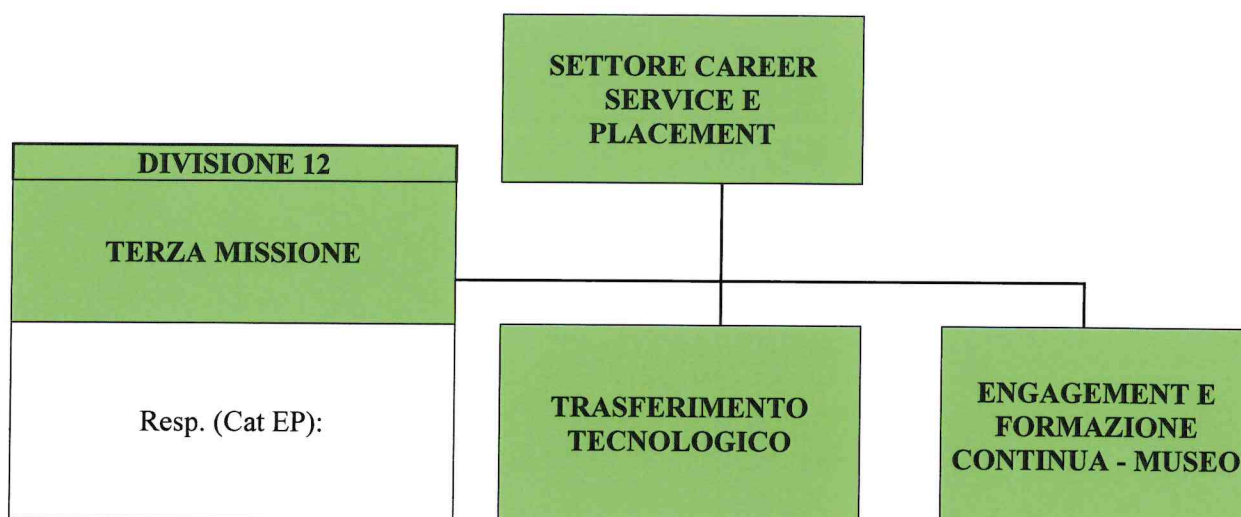 SETTORE CAREER
SERVICE E
PLACEMENT
DIVISIONE 12
TERZA MISSIONE
Resp. (Cat EP):
TRASFERIMENTO
TECNOLOGICO
ENGAGEMENT E
FORMAZIONE
CONTINUA - MUSEO